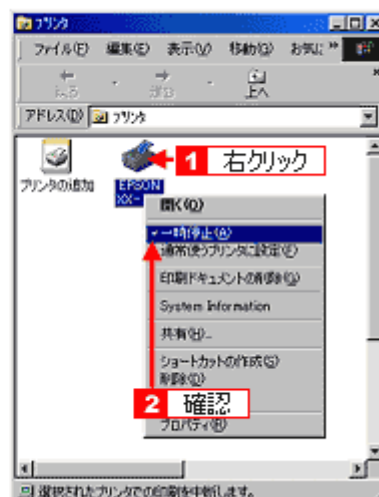 プリンタ
ファイル(F) 編集(E) 表示(V) 移動(G) お気に »
戻る 進む 上へ »
アドレス(D) プリンタ
1 右クリック
プリンタの追加 EPSON
XX-
開く(O)
一時停止(A)
通常使うプリンタに設定(E)
印刷ドキュメントの削除(G)
System Information
共有(H)...
ショートカットの作成(S)
削除(D)
2 確認
プロパティ(R)
選択されたプリンタでの印刷を中断します。